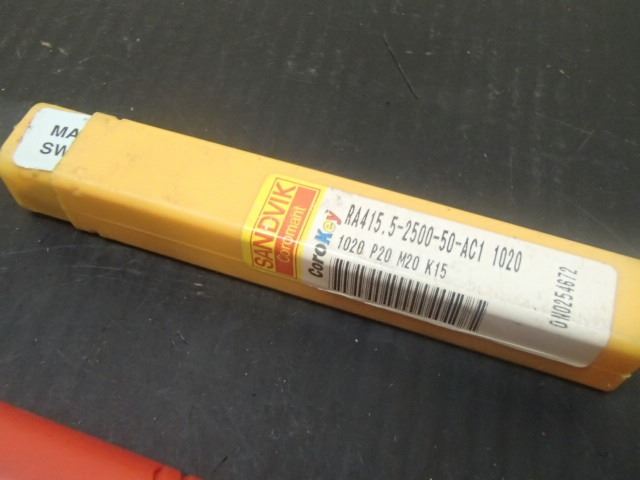 MA
SW
SANDVIK
Coromant
CoroKey
RA415.5-2500-50-AC1 1020
1020 P20 M20 K15
0N0254672